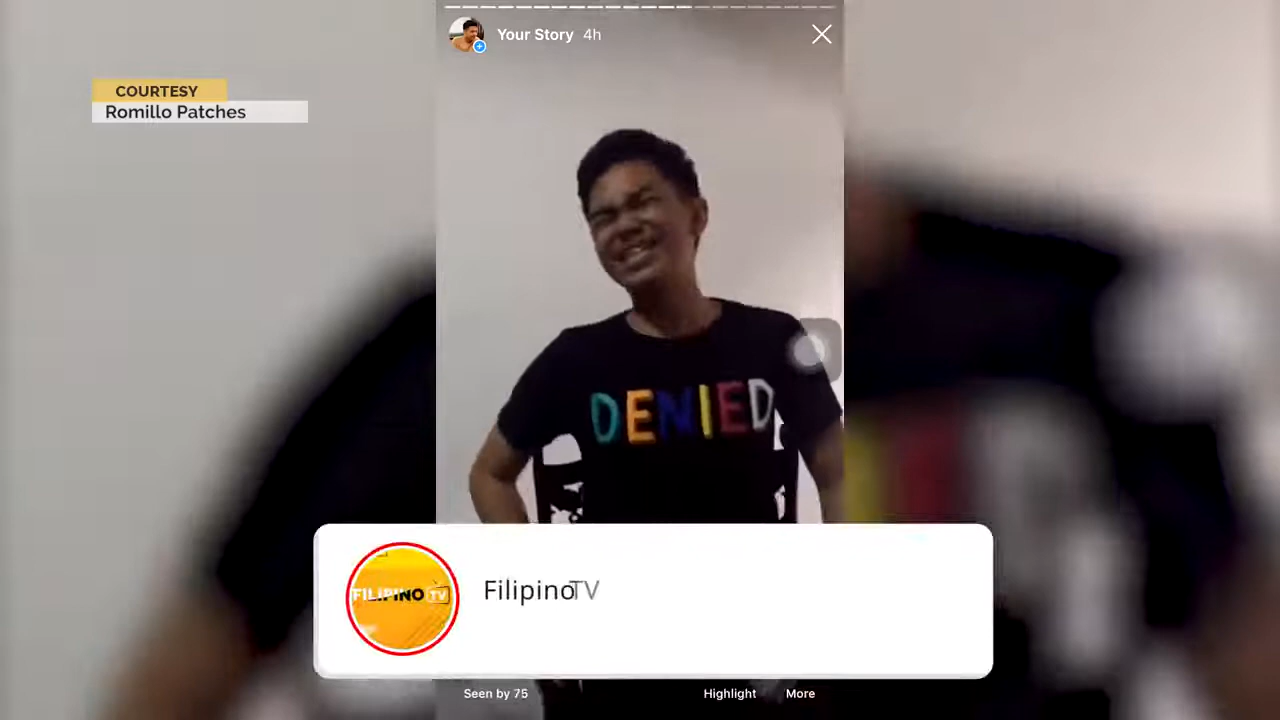 Your Story 4h
COURTESY
Romillo Patches
DENIED
FILIPINO TV
FilipinoTV
Seen by 75
Highlight
More